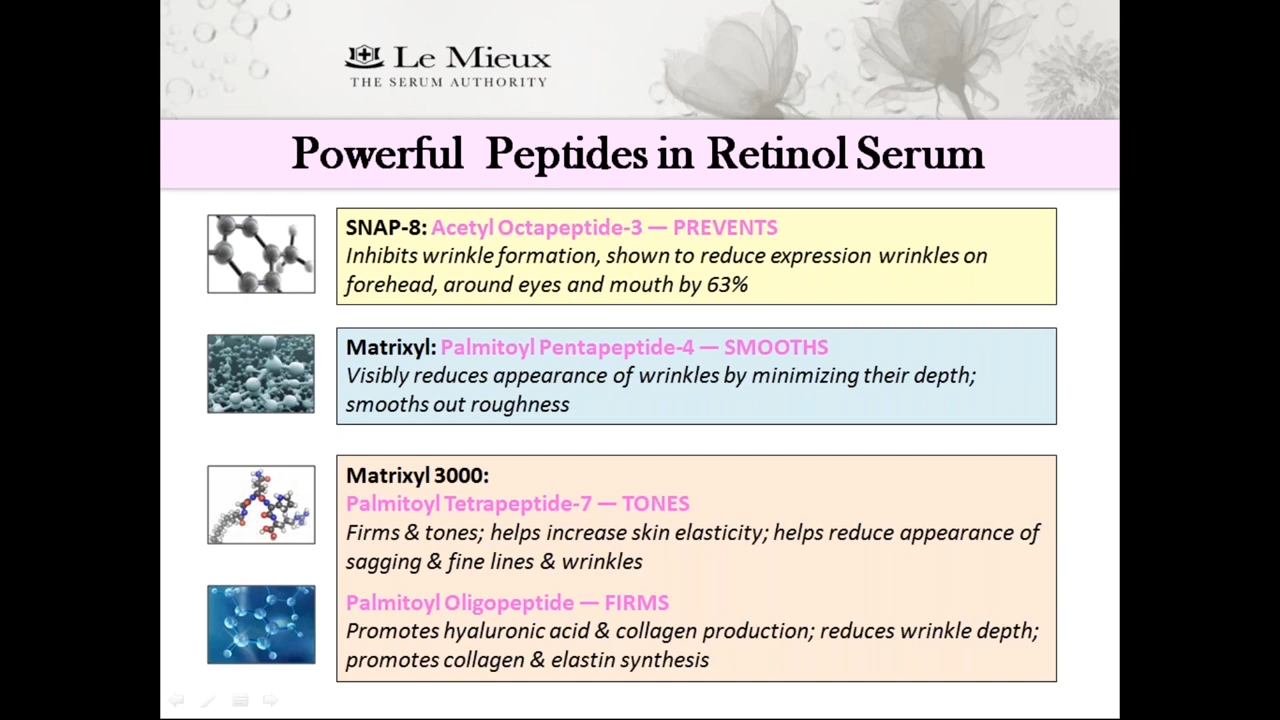 Le Mieux
THE SERUM AUTHORITY
Powerful Peptides in Retinol Serum
SNAP-8: Acetyl Octapeptide-3 — PREVENTS
Inhibits wrinkle formation, shown to reduce expression wrinkles on
forehead, around eyes and mouth by 63%
Matrixyl: Palmitoyl Pentapeptide-4 — SMOOTHS
Visibly reduces appearance of wrinkles by minimizing their depth;
smooths out roughness
Matrixyl 3000:
Palmitoyl Tetrapeptide-7 — TONES
Firms & tones; helps increase skin elasticity; helps reduce appearance of
sagging & fine lines & wrinkles
Palmitoyl Oligopeptide — FIRMS
Promotes hyaluronic acid & collagen production; reduces wrinkle depth;
promotes collagen & elastin synthesis